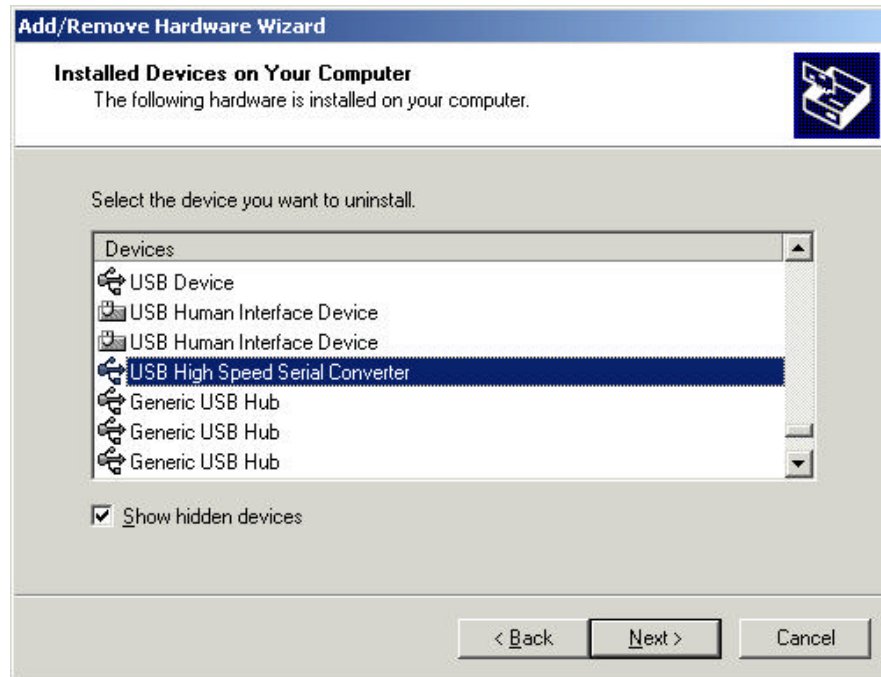 Add/Remove Hardware Wizard
Installed Devices on Your Computer
The following hardware is installed on your computer.
Select the device you want to uninstall.
Devices
USB Device
USB Human Interface Device
USB Human Interface Device
USB High Speed Serial Converter
Generic USB Hub
Generic USB Hub
Generic USB Hub
Show hidden devices
< Back Next > Cancel